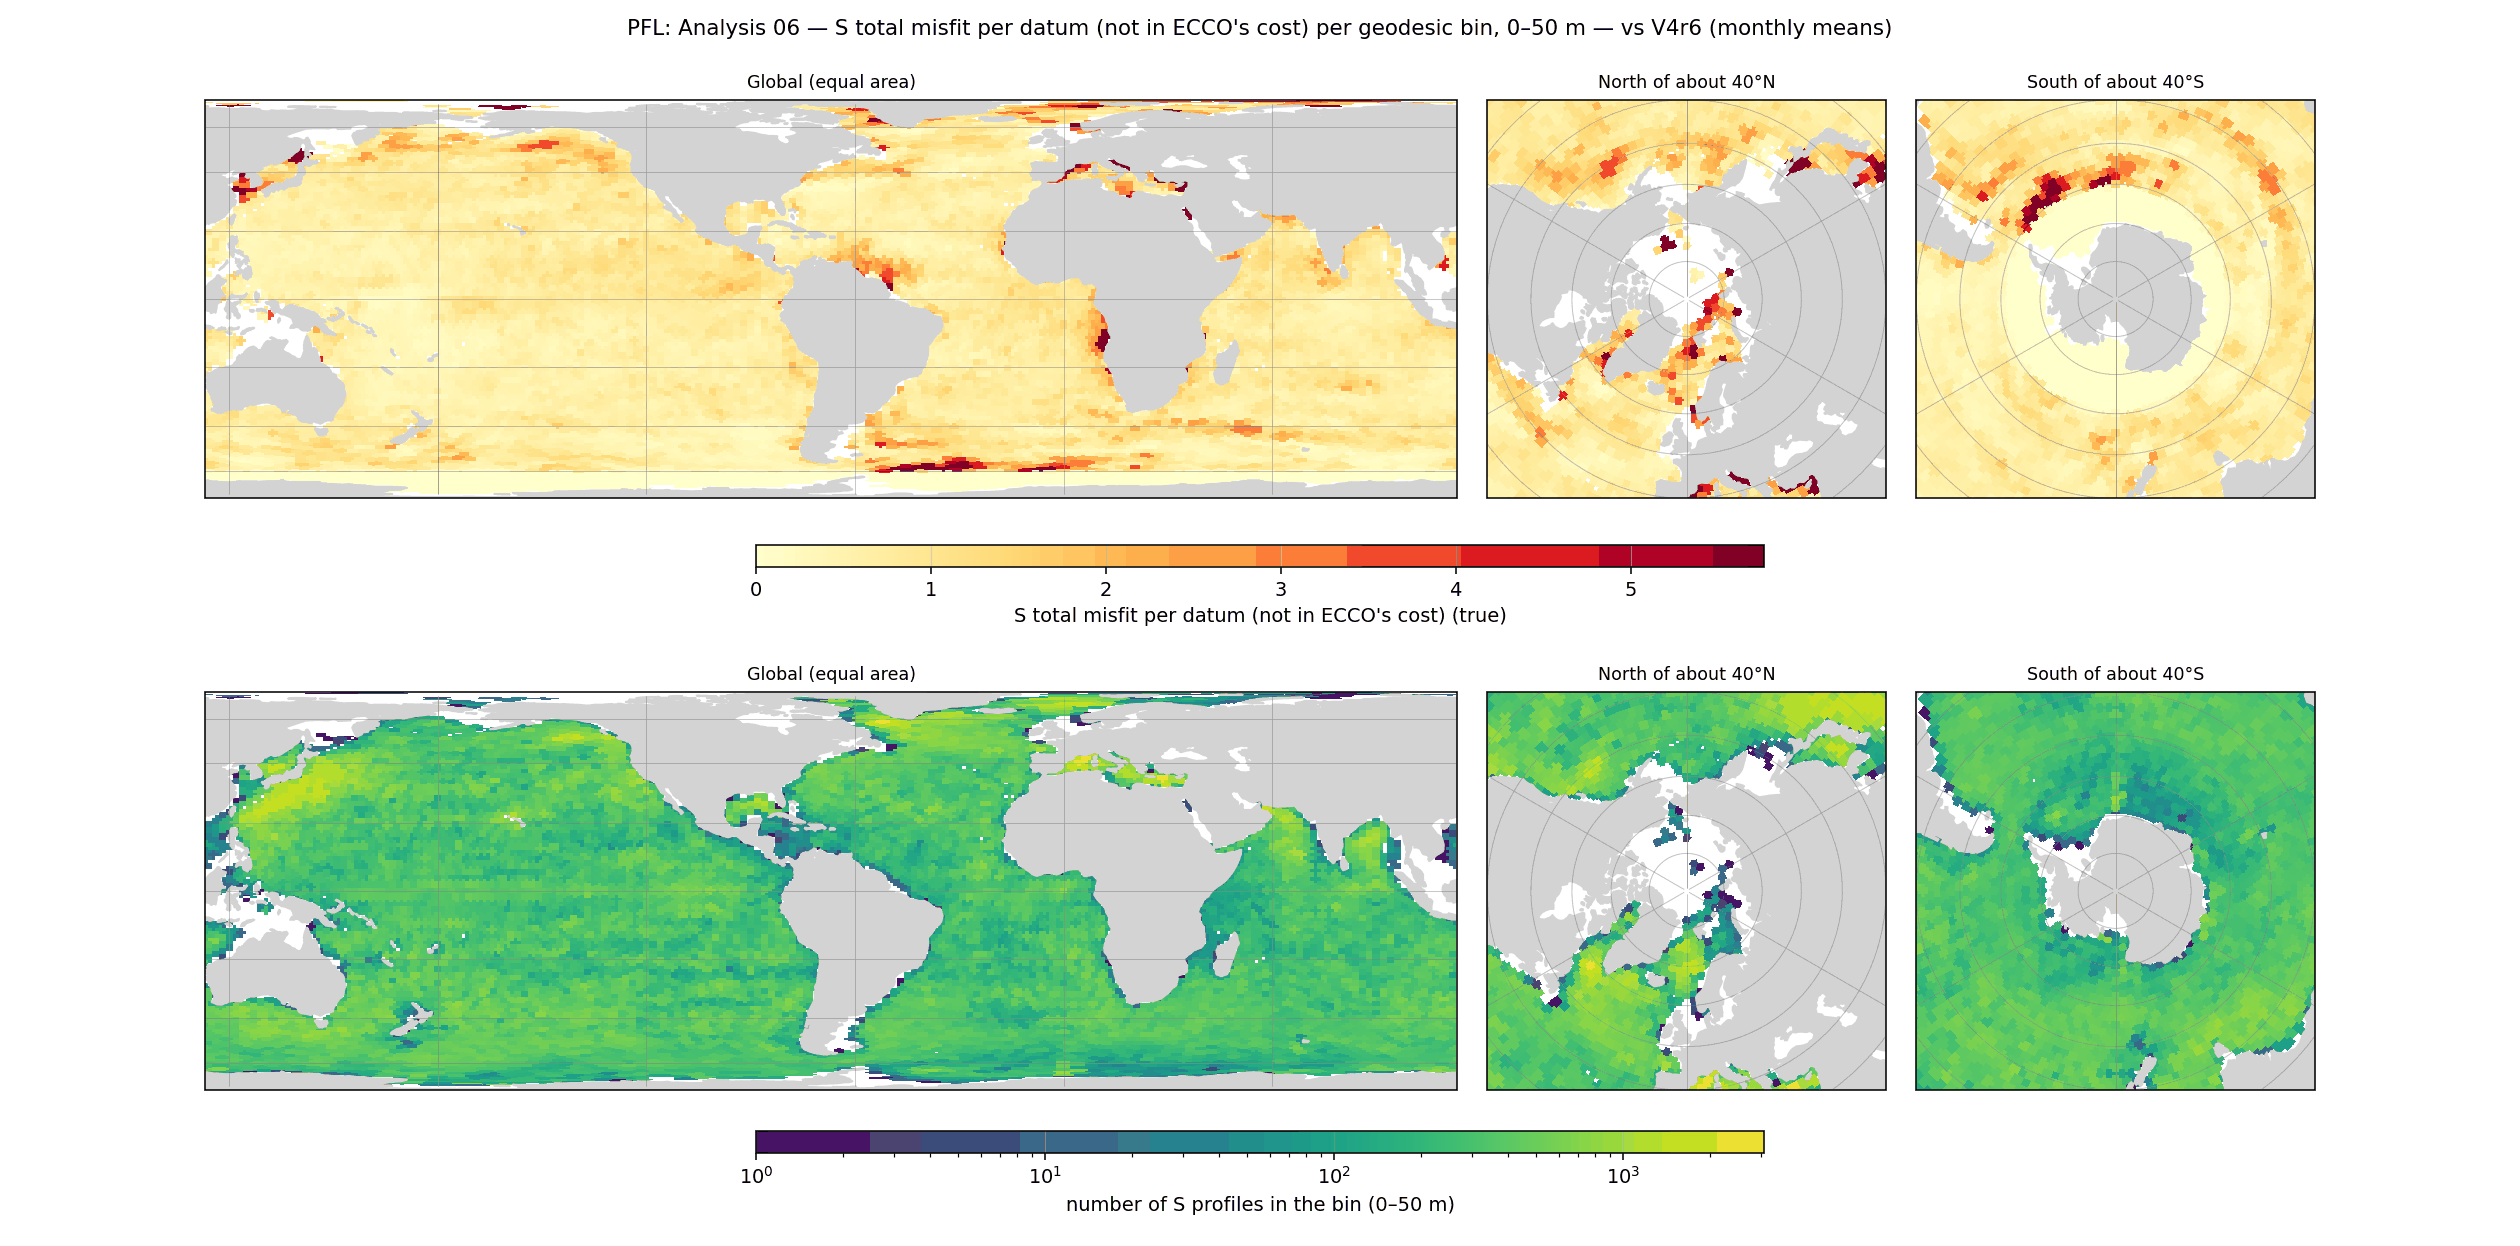 PFL: Analysis 06 — S total misfit per datum (not in ECCO's cost) per geodesic bin, 0–50 m — vs V4r6 (monthly means)
Global (equal area)
North of about 40°N
South of about 40°S
0 1 2 3 4 5
S total misfit per datum (not in ECCO's cost) (true)
Global (equal area)
North of about 40°N
South of about 40°S
10⁰ 10¹ 10² 10³
number of S profiles in the bin (0–50 m)